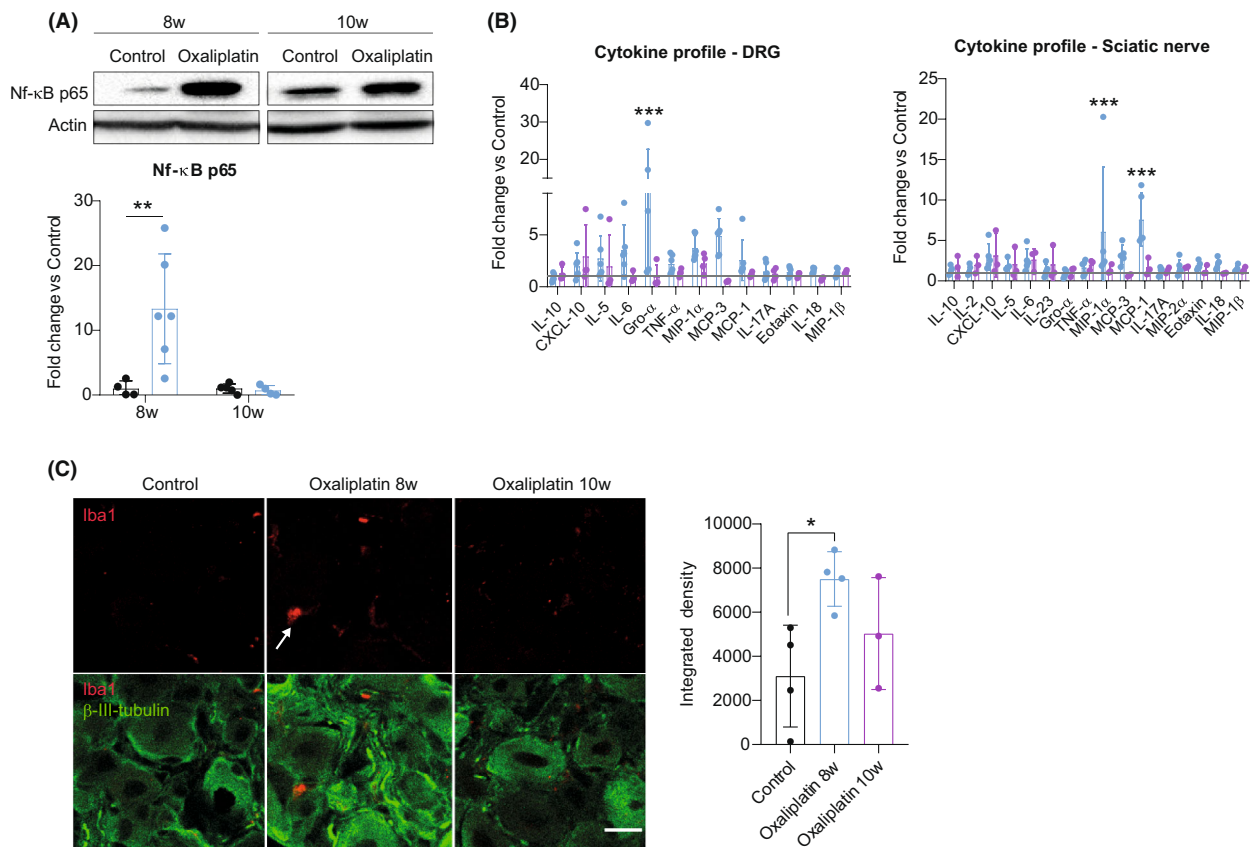 (A)
8w
10w
Control
Oxaliplatin
Control
Oxaliplatin
Nf-κB p65
Actin
Nf-κB p65
Fold change vs Control
30
20
10
0
**
8w
10w
(B)
Cytokine profile - DRG
Fold change vs Control
40
30
20
10
5
0
***
IL-10
CXCL-10
IL-5
IL-6
Gro-α
TNF-α
MIP-1α
MCP-3
MCP-1
IL-17A
Eotaxin
IL-18
MIP-1β
Cytokine profile - Sciatic nerve
Fold change vs Control
25
20
15
10
5
0
***
***
IL-10
IL-2
CXCL-10
IL-5
IL-6
IL-23
Gro-α
TNF-α
MIP-1α
MCP-3
MCP-1
IL-17A
MIP-2α
Eotaxin
IL-18
MIP-1β
(C)
Control
Oxaliplatin 8w
Oxaliplatin 10w
Iba1
Iba1
β-III-tubulin
Integrated density
10000
8000
6000
4000
2000
0
*
Control
Oxaliplatin 8w
Oxaliplatin 10w